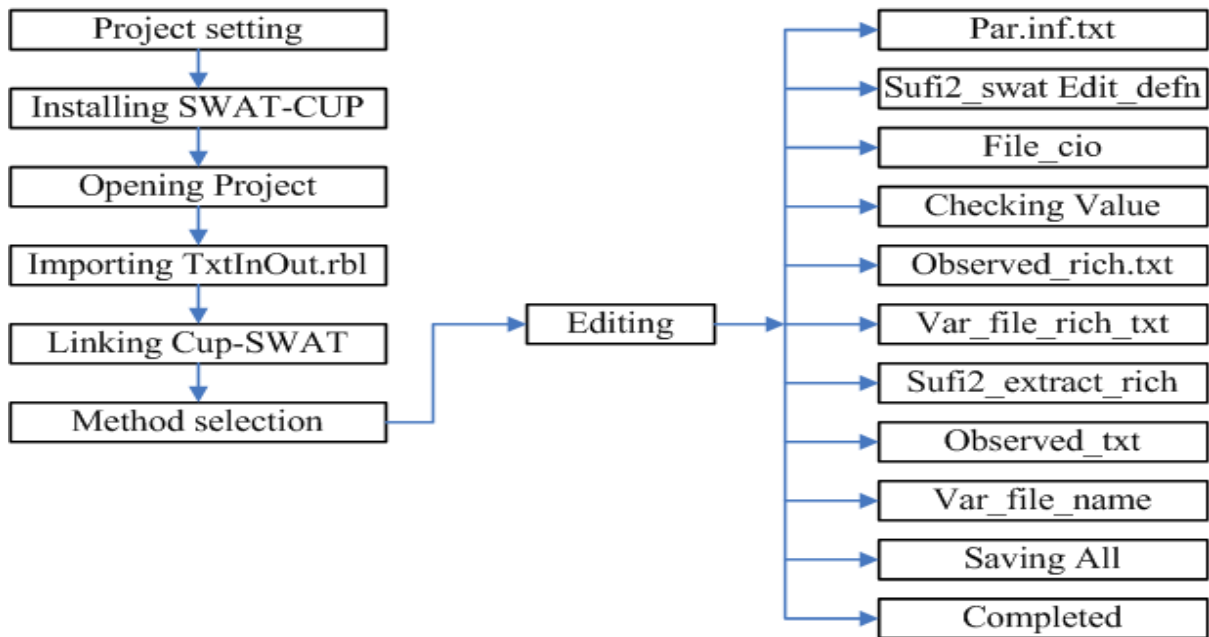 Project setting
Installing SWAT-CUP
Opening Project
Importing TxtInOut.rbl
Linking Cup-SWAT
Method selection
Editing
Par.inf.txt
Sufi2_swat Edit_defn
File_cio
Checking Value
Observed_rich.txt
Var_file_rich_txt
Sufi2_extract_rich
Observed_txt
Var_file_name
Saving All
Completed